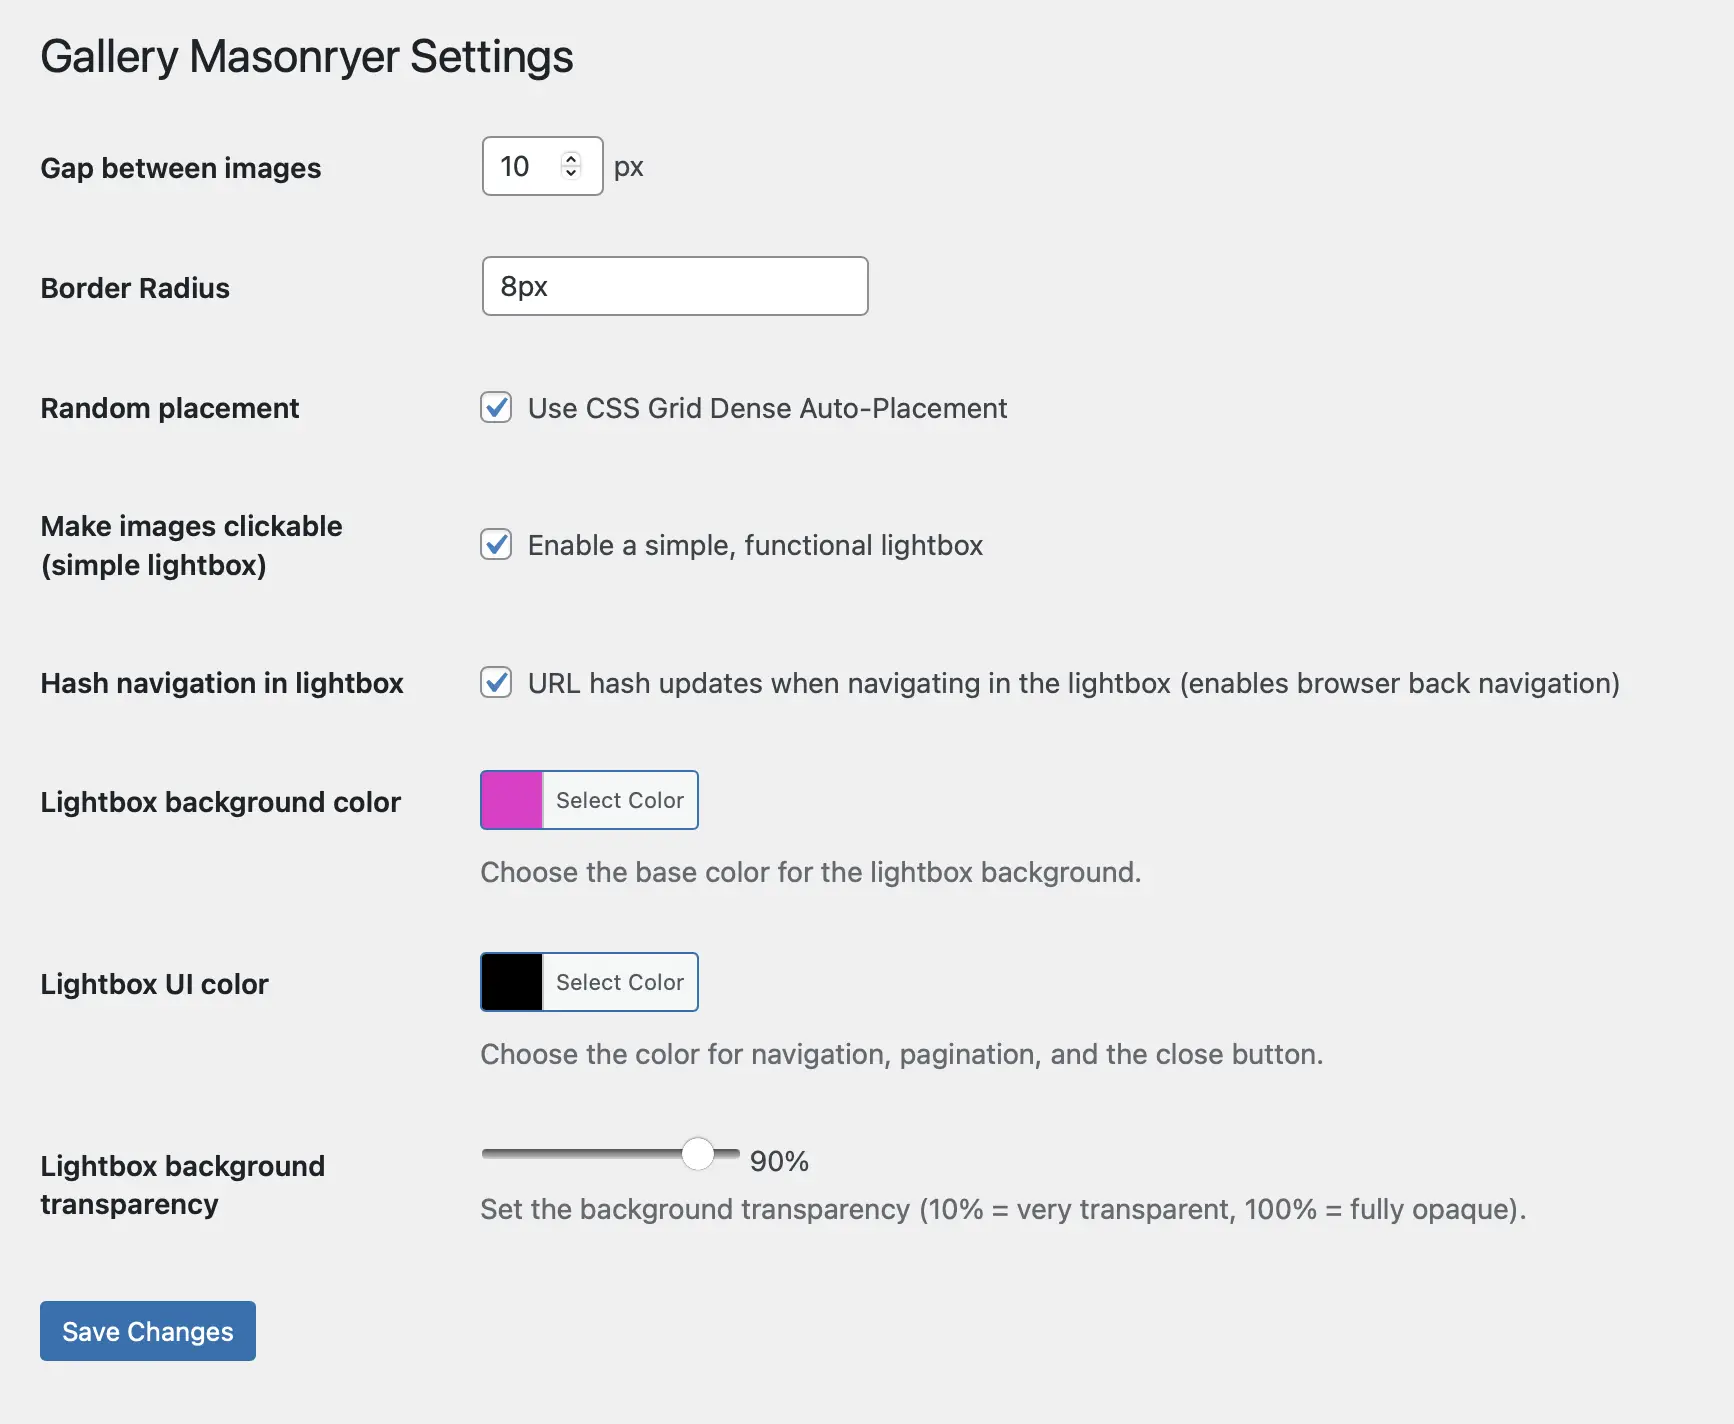 Gallery Masonryer Settings
Gap between images
10 px
Border Radius
8px
Random placement
Use CSS Grid Dense Auto-Placement
Make images clickable
(simple lightbox)
Enable a simple, functional lightbox
Hash navigation in lightbox
URL hash updates when navigating in the lightbox (enables browser back navigation)
Lightbox background color
Select Color
Choose the base color for the lightbox background.
Lightbox UI color
Select Color
Choose the color for navigation, pagination, and the close button.
Lightbox background
transparency
90%
Set the background transparency (10% = very transparent, 100% = fully opaque).
Save Changes